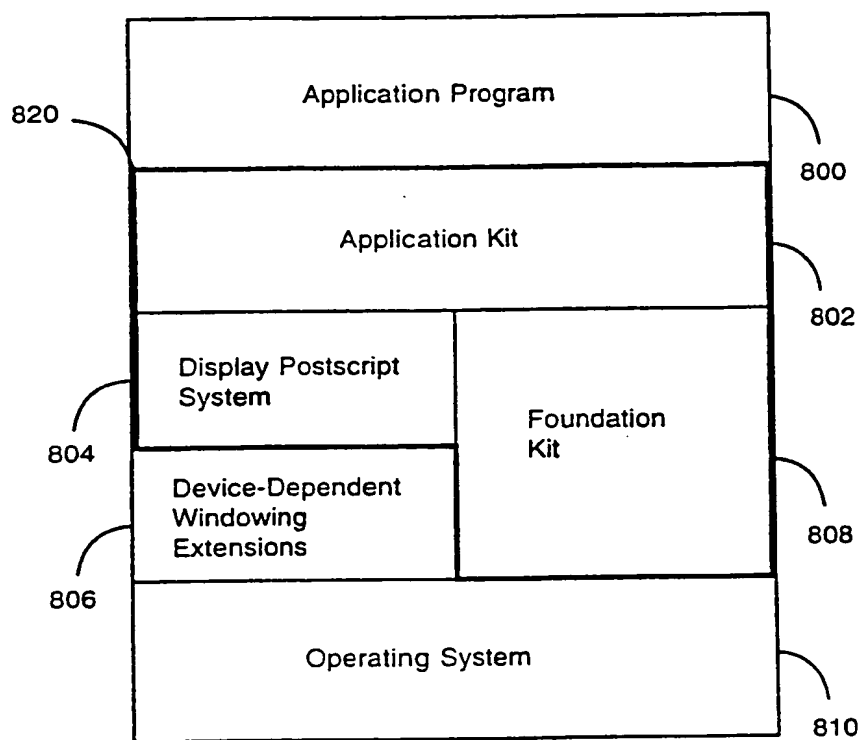 Application Program
820
800
Application Kit
802
Display Postscript
System
Foundation
Kit
804
Device-Dependent
Windowing
Extensions
808
806
Operating System
810